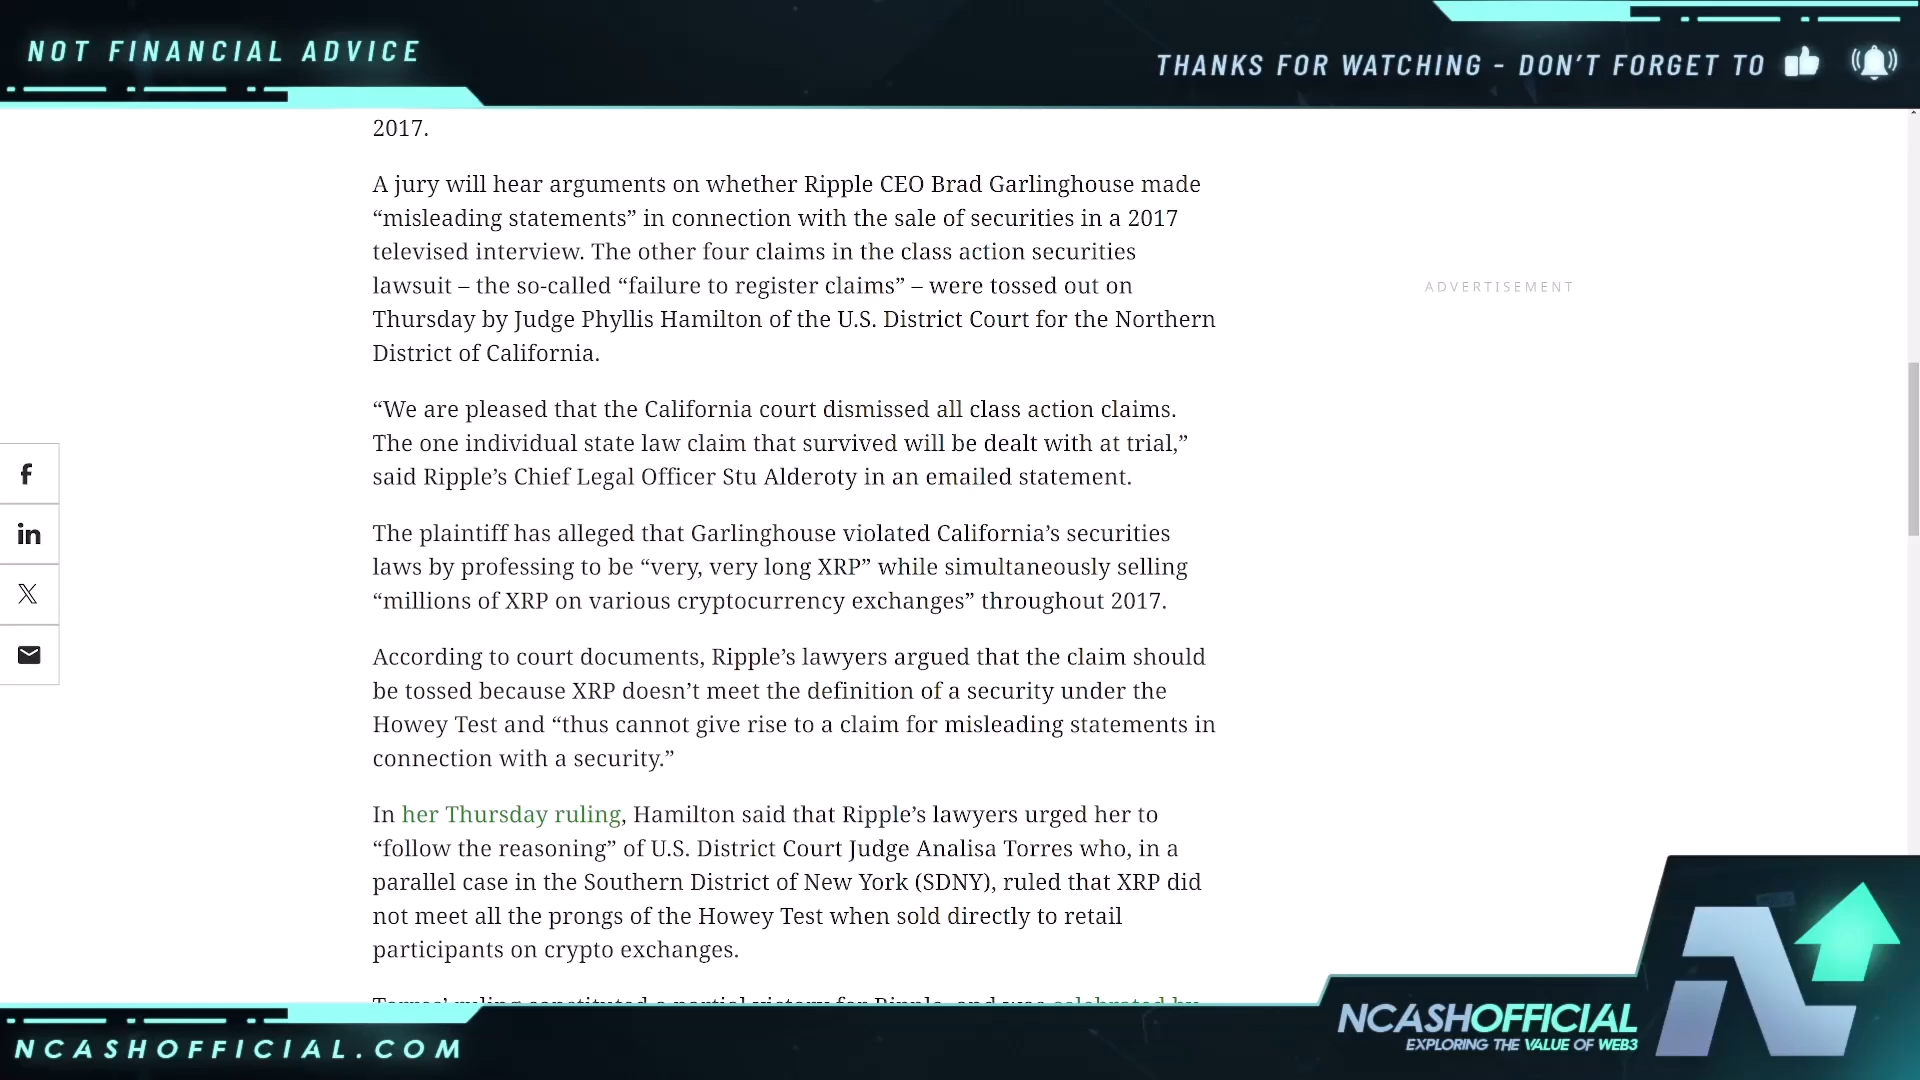 NOT FINANCIAL ADVICE
THANKS FOR WATCHING - DON'T FORGET TO
2017.
A jury will hear arguments on whether Ripple CEO Brad Garlinghouse made
“misleading statements” in connection with the sale of securities in a 2017
televised interview. The other four claims in the class action securities
lawsuit – the so-called “failure to register claims” – were tossed out on
Thursday by Judge Phyllis Hamilton of the U.S. District Court for the Northern
District of California.
ADVERTISEMENT
“We are pleased that the California court dismissed all class action claims.
The one individual state law claim that survived will be dealt with at trial,”
said Ripple’s Chief Legal Officer Stu Alderoty in an emailed statement.
The plaintiff has alleged that Garlinghouse violated California’s securities
laws by professing to be “very, very long XRP” while simultaneously selling
“millions of XRP on various cryptocurrency exchanges” throughout 2017.
According to court documents, Ripple’s lawyers argued that the claim should
be tossed because XRP doesn’t meet the definition of a security under the
Howey Test and “thus cannot give rise to a claim for misleading statements in
connection with a security.”
In her Thursday ruling, Hamilton said that Ripple’s lawyers urged her to
“follow the reasoning” of U.S. District Court Judge Analisa Torres who, in a
parallel case in the Southern District of New York (SDNY), ruled that XRP did
not meet all the prongs of the Howey Test when sold directly to retail
participants on crypto exchanges.
Torres’ ruling constituted a partial victory for Ripple, and was celebrated by
NCASHOFFICIAL.COM
NCASHOFFICIAL
EXPLORING THE VALUE OF WEB3